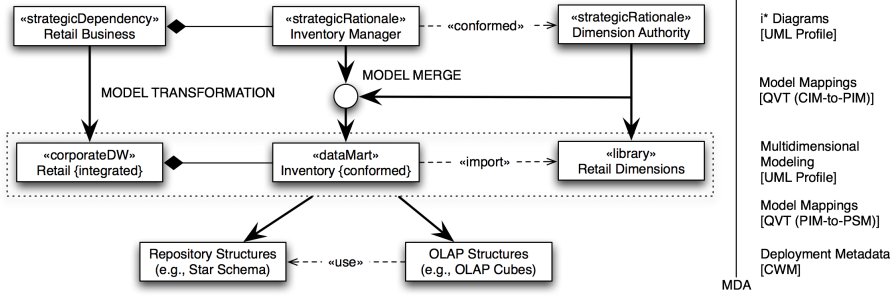 «strategicDependency»
Retail Business
«strategicRationale»
Inventory Manager
«conformed»
«strategicRationale»
Dimension Authority
i* Diagrams
[UML Profile]
MODEL TRANSFORMATION
MODEL MERGE
Model Mappings
[QVT (CIM-to-PIM)]
«corporateDW»
Retail {integrated}
«dataMart»
Inventory {conformed}
«import»
«library»
Retail Dimensions
Multidimensional
Modeling
[UML Profile]
Model Mappings
[QVT (PIM-to-PSM)]
Repository Structures
(e.g., Star Schema)
«use»
OLAP Structures
(e.g., OLAP Cubes)
Deployment Metadata
[CWM]
MDA